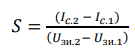 S = (I_{с.2} − I_{с.1}) / (U_{зи.2} − U_{зи.1})